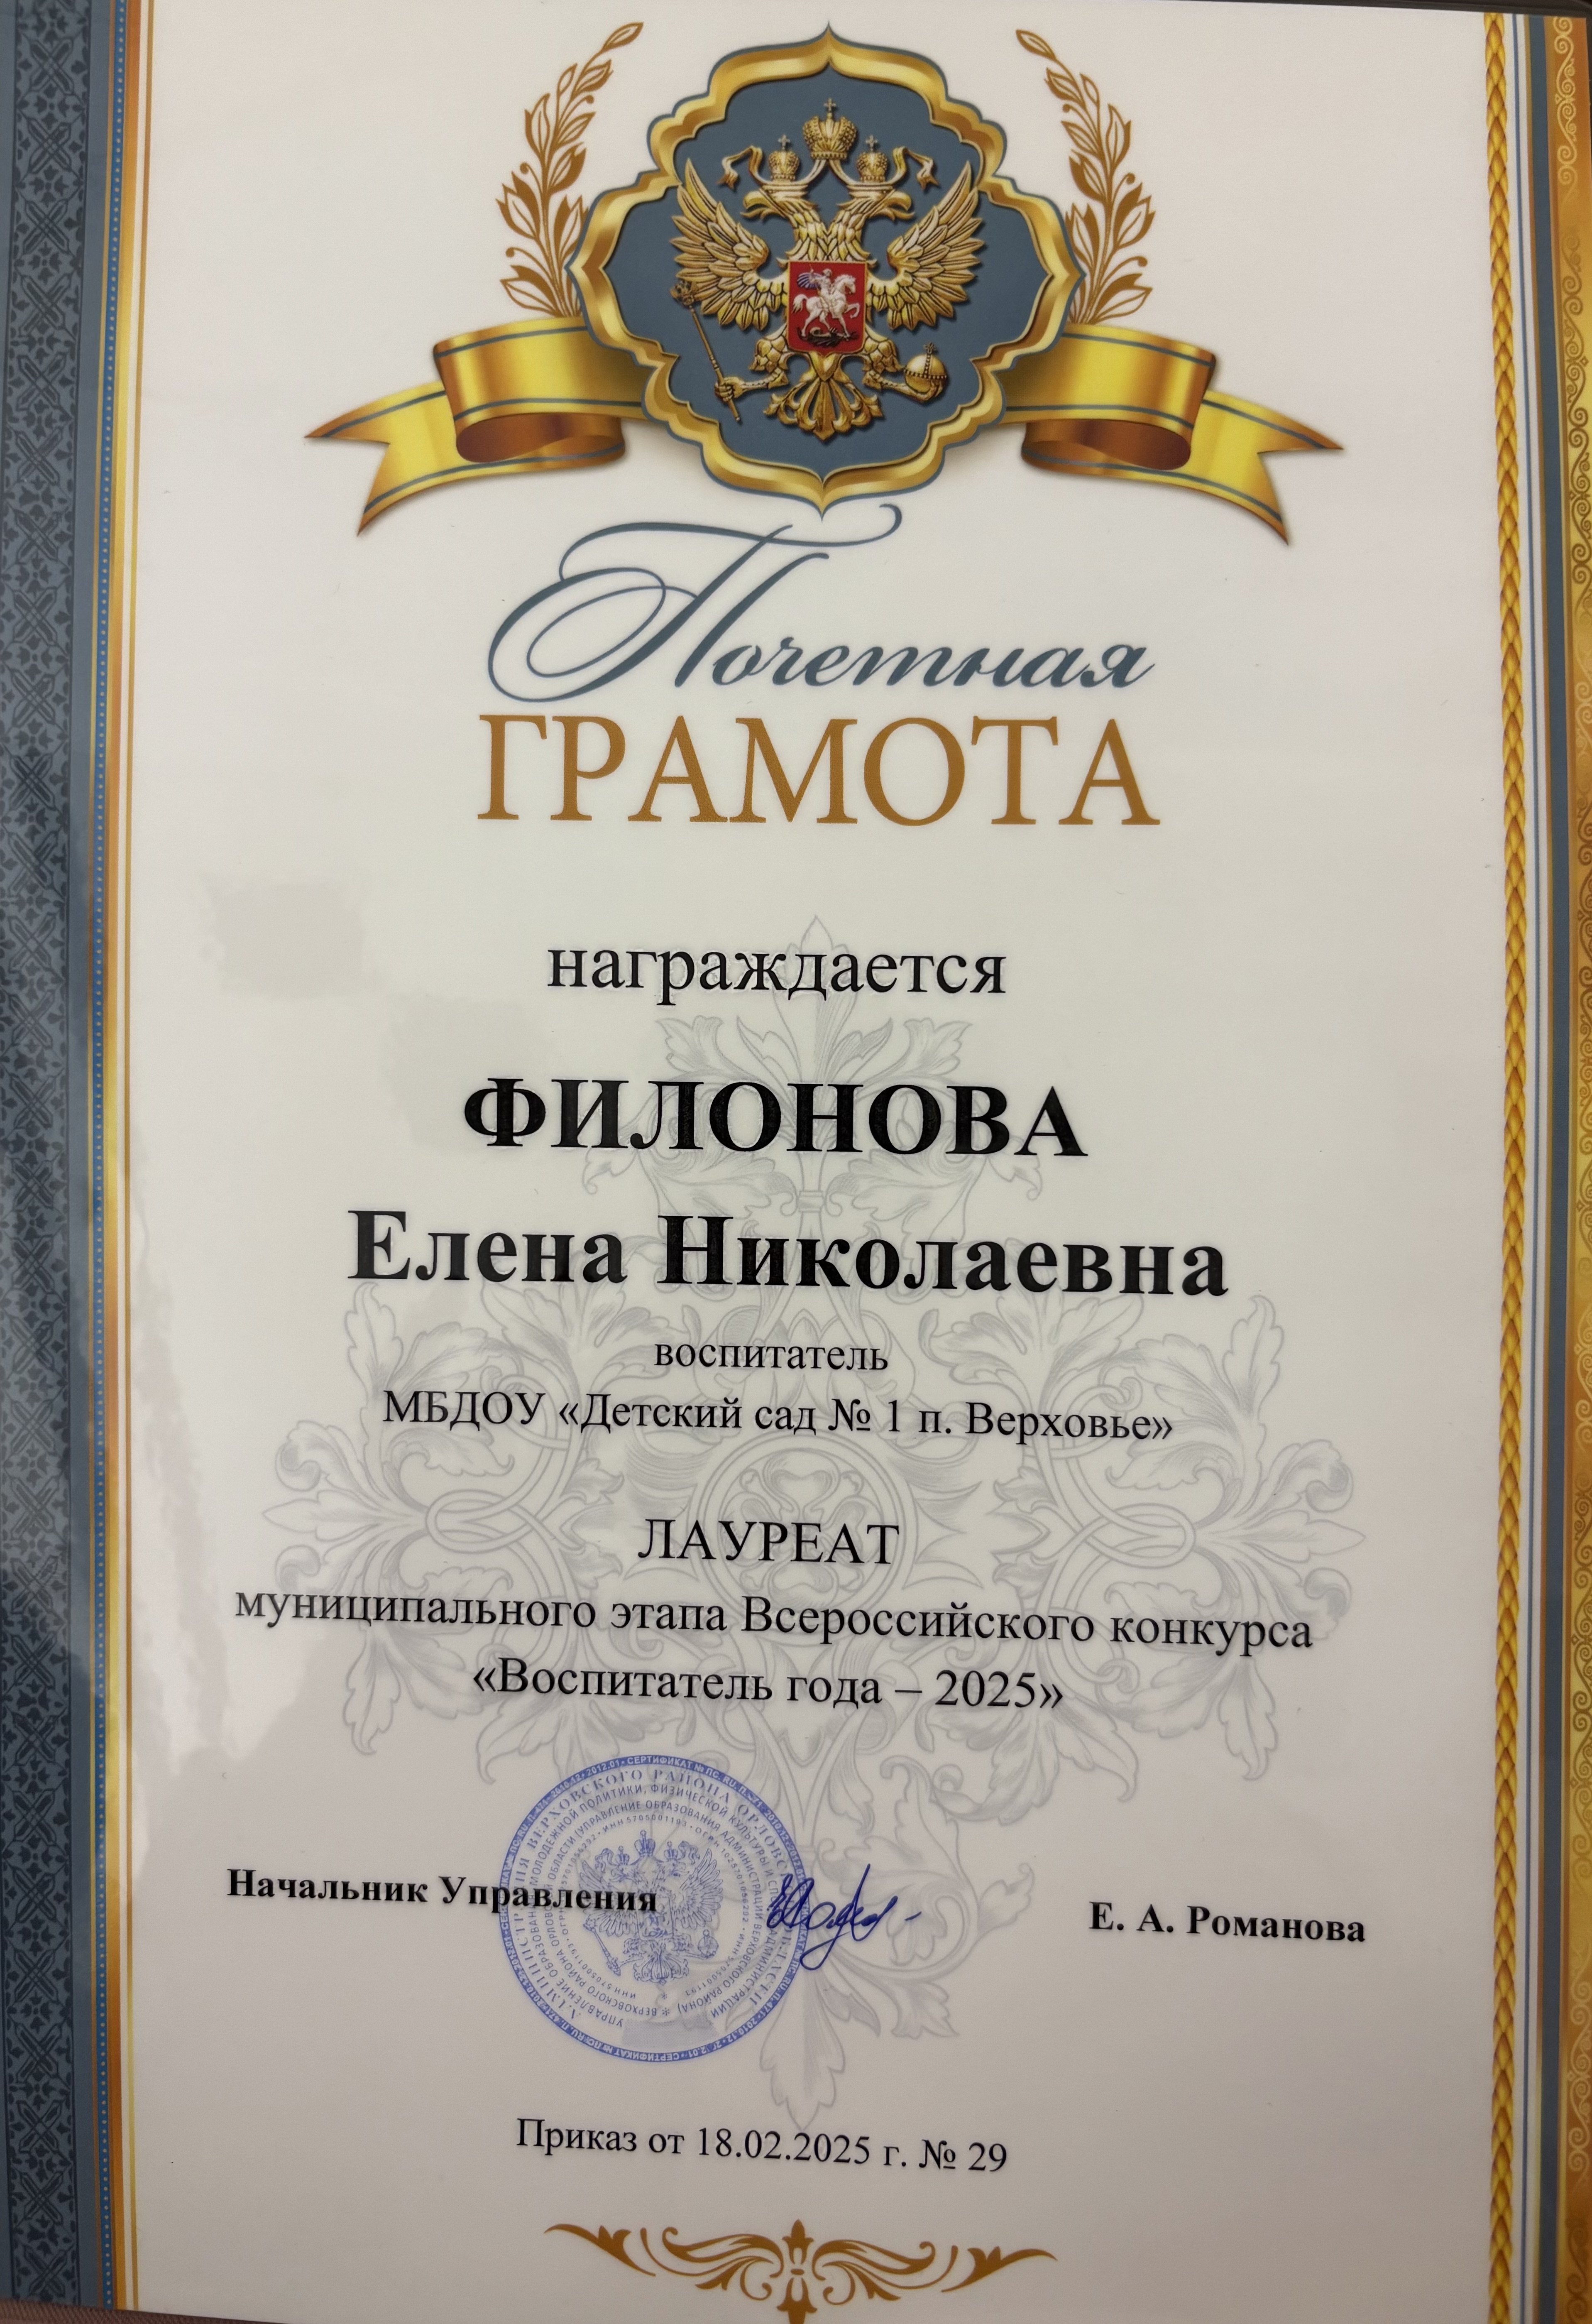 Почетная
ГРАМОТА
награждается
ФИЛОНОВА
Елена Николаевна
воспитатель
МБДОУ «Детский сад № 1 п. Верховье»
ЛАУРЕАТ
муниципального этапа Всероссийского конкурса
«Воспитатель года – 2025»
Начальник Управления
Е. А. Романова
Приказ от 18.02.2025 г. № 29